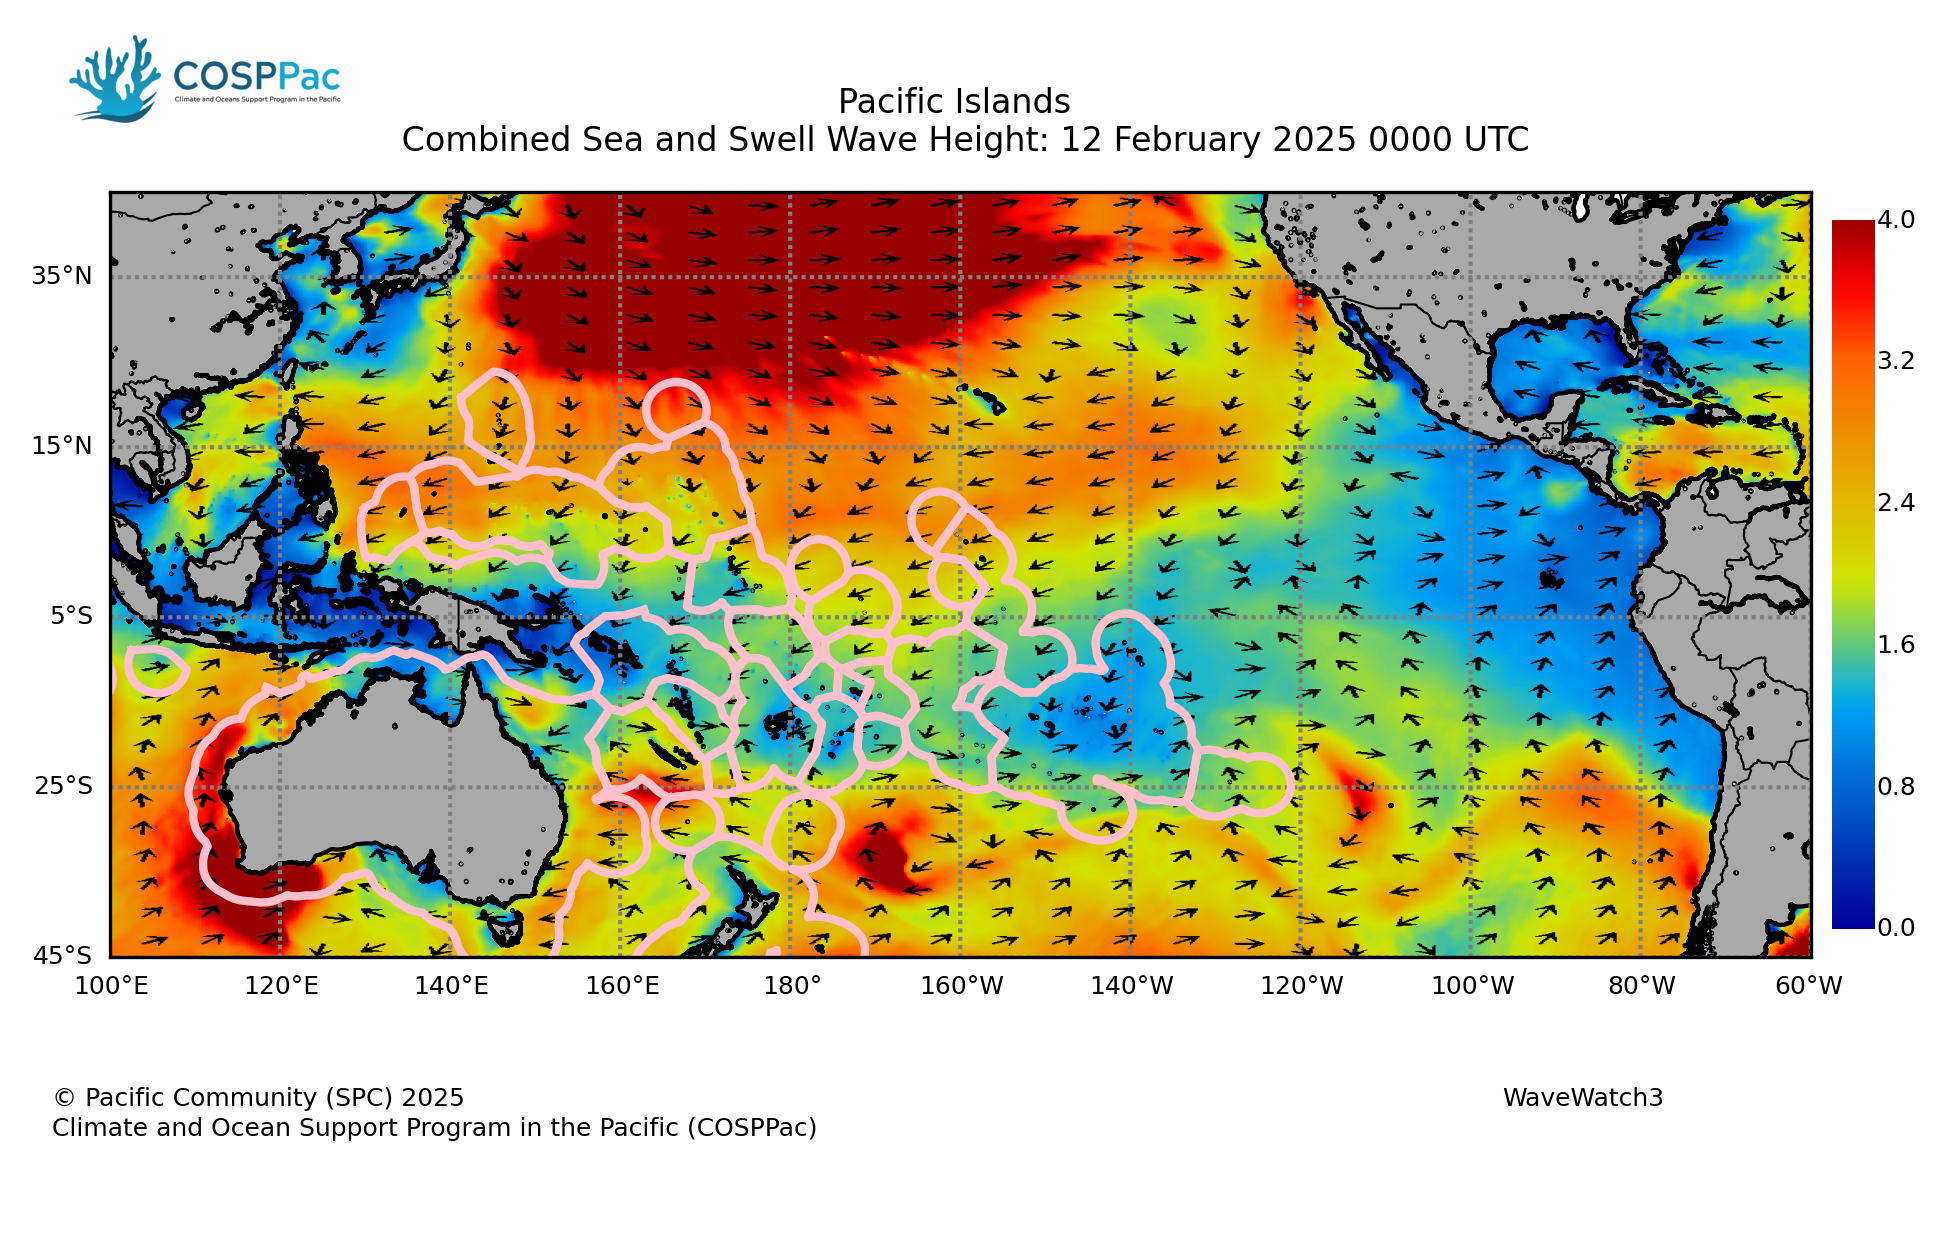 COSPPac
Climate and Oceans Support Program in the Pacific
Pacific Islands
Combined Sea and Swell Wave Height: 12 February 2025 0000 UTC
35°N
15°N
5°S
25°S
45°S
100°E 120°E 140°E 160°E 180° 160°W 140°W 120°W 100°W 80°W 60°W
4.0
3.2
2.4
1.6
0.8
0.0
© Pacific Community (SPC) 2025
Climate and Ocean Support Program in the Pacific (COSPPac)
WaveWatch3